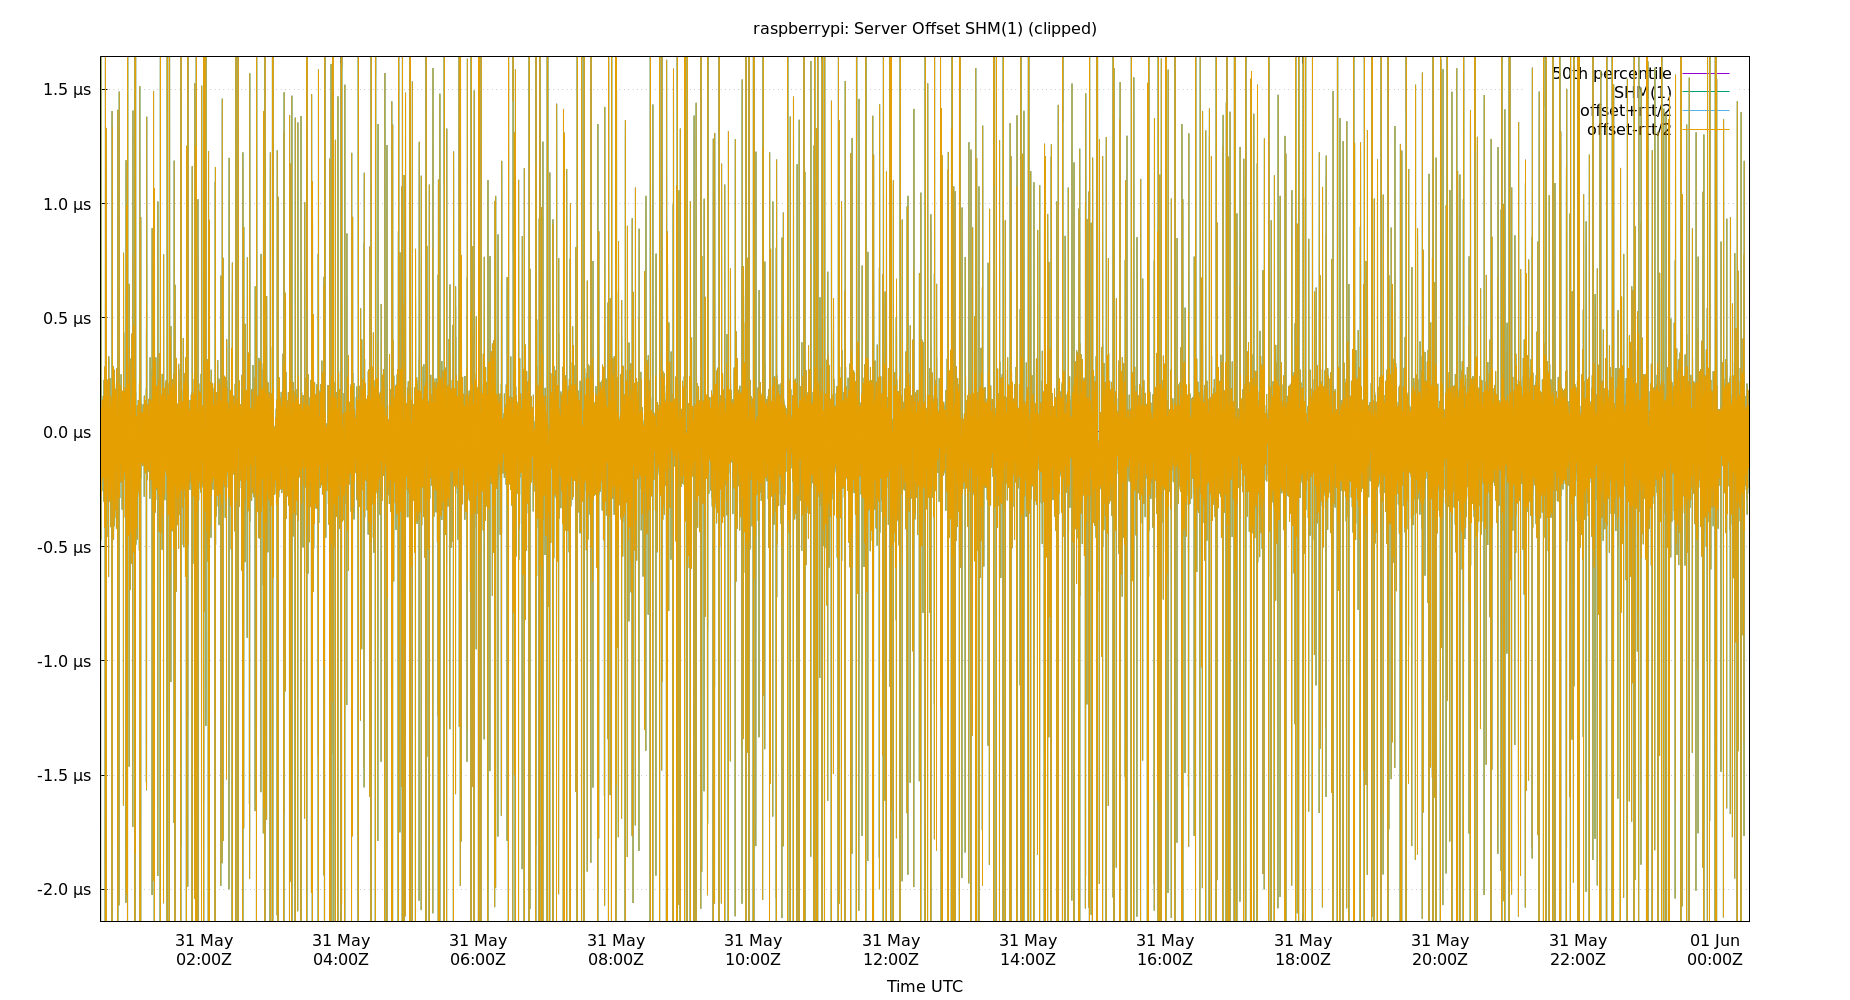 raspberrypi: Server Offset SHM(1) (clipped)
50th percentile
SHM(1)
offset+rtt/2
offset-rtt/2
1.5 µs
1.0 µs
0.5 µs
0.0 µs
-0.5 µs
-1.0 µs
-1.5 µs
-2.0 µs
31 May 31 May 31 May 31 May 31 May 31 May 31 May 31 May 31 May 31 May 31 May 01 Jun
02:00Z 04:00Z 06:00Z 08:00Z 10:00Z 12:00Z 14:00Z 16:00Z 18:00Z 20:00Z 22:00Z 00:00Z
Time UTC